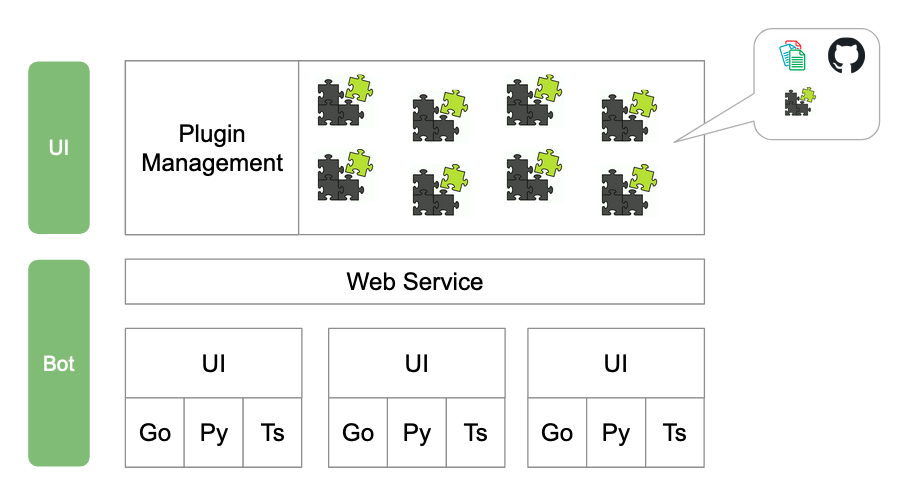 UI
Plugin
Management
Bot
Web Service
UI
UI
UI
Go Py Ts
Go Py Ts
Go Py Ts